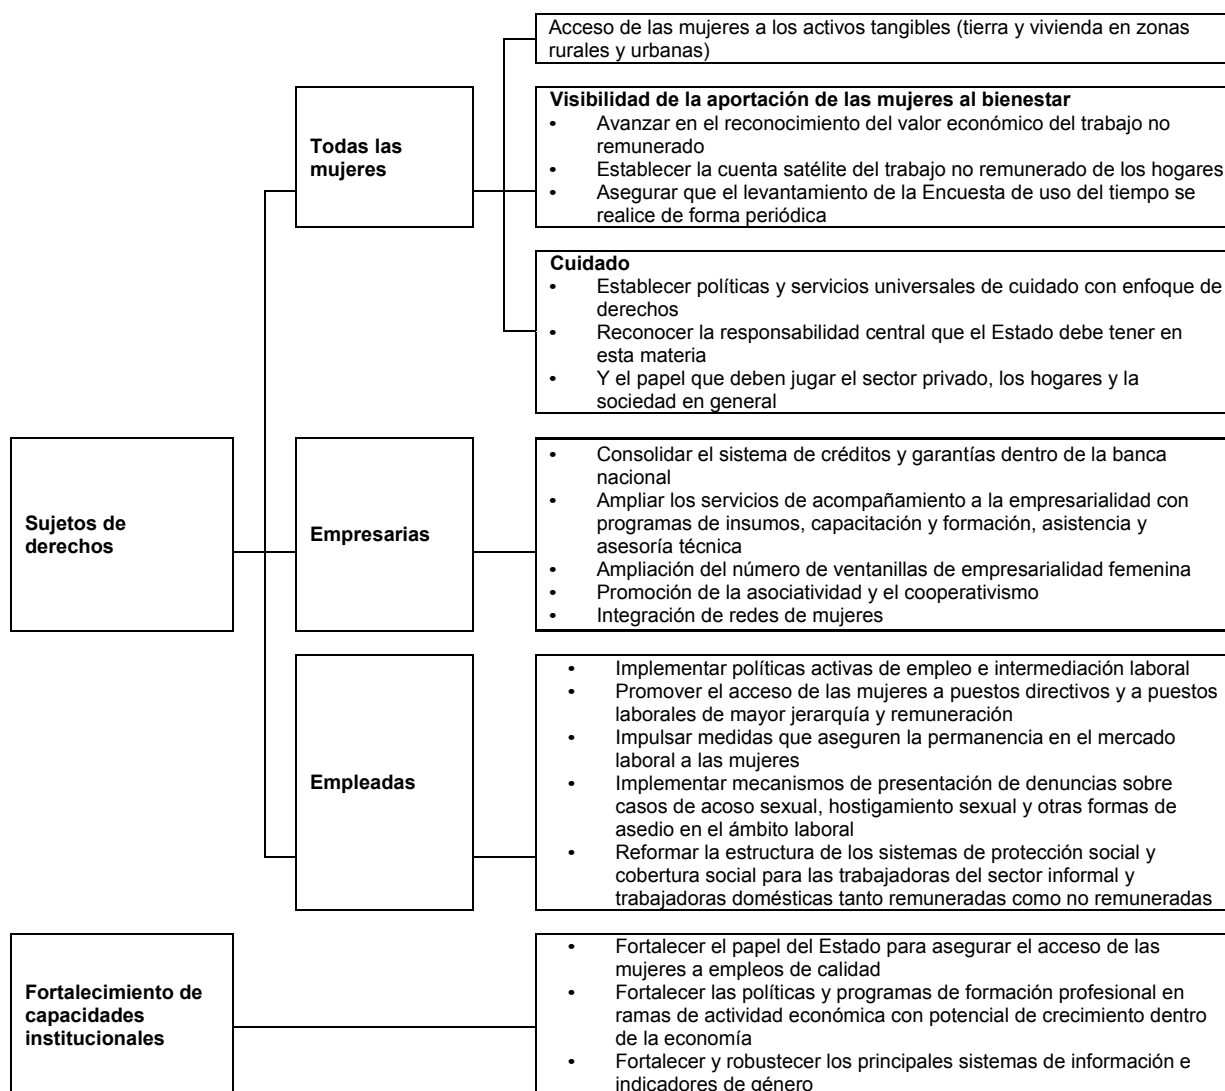 Acceso de las mujeres a los activos tangibles (tierra y vivienda en zonas
rurales y urbanas)
Todas las
mujeres
Visibilidad de la aportación de las mujeres al bienestar
• Avanzar en el reconocimiento del valor económico del trabajo no
remunerado
• Establecer la cuenta satélite del trabajo no remunerado de los hogares
• Asegurar que el levantamiento de la Encuesta de uso del tiempo se
realice de forma periódica
Cuidado
• Establecer políticas y servicios universales de cuidado con enfoque de
derechos
• Reconocer la responsabilidad central que el Estado debe tener en
esta materia
• Y el papel que deben jugar el sector privado, los hogares y la
sociedad en general
Sujetos de
derechos
Empresarias
• Consolidar el sistema de créditos y garantías dentro de la banca
nacional
• Ampliar los servicios de acompañamiento a la empresarialidad con
programas de insumos, capacitación y formación, asistencia y
asesoría técnica
• Ampliación del número de ventanillas de empresarialidad femenina
• Promoción de la asociatividad y el cooperativismo
• Integración de redes de mujeres
Empleadas
• Implementar políticas activas de empleo e intermediación laboral
• Promover el acceso de las mujeres a puestos directivos y a puestos
laborales de mayor jerarquía y remuneración
• Impulsar medidas que aseguren la permanencia en el mercado
laboral a las mujeres
• Implementar mecanismos de presentación de denuncias sobre
casos de acoso sexual, hostigamiento sexual y otras formas de
asedio en el ámbito laboral
• Reformar la estructura de los sistemas de protección social y
cobertura social para las trabajadoras del sector informal y
trabajadoras domésticas tanto remuneradas como no remuneradas
Fortalecimiento de
capacidades
institucionales
• Fortalecer el papel del Estado para asegurar el acceso de las
mujeres a empleos de calidad
• Fortalecer las políticas y programas de formación profesional en
ramas de actividad económica con potencial de crecimiento dentro
de la economía
• Fortalecer y robustecer los principales sistemas de información e
indicadores de género